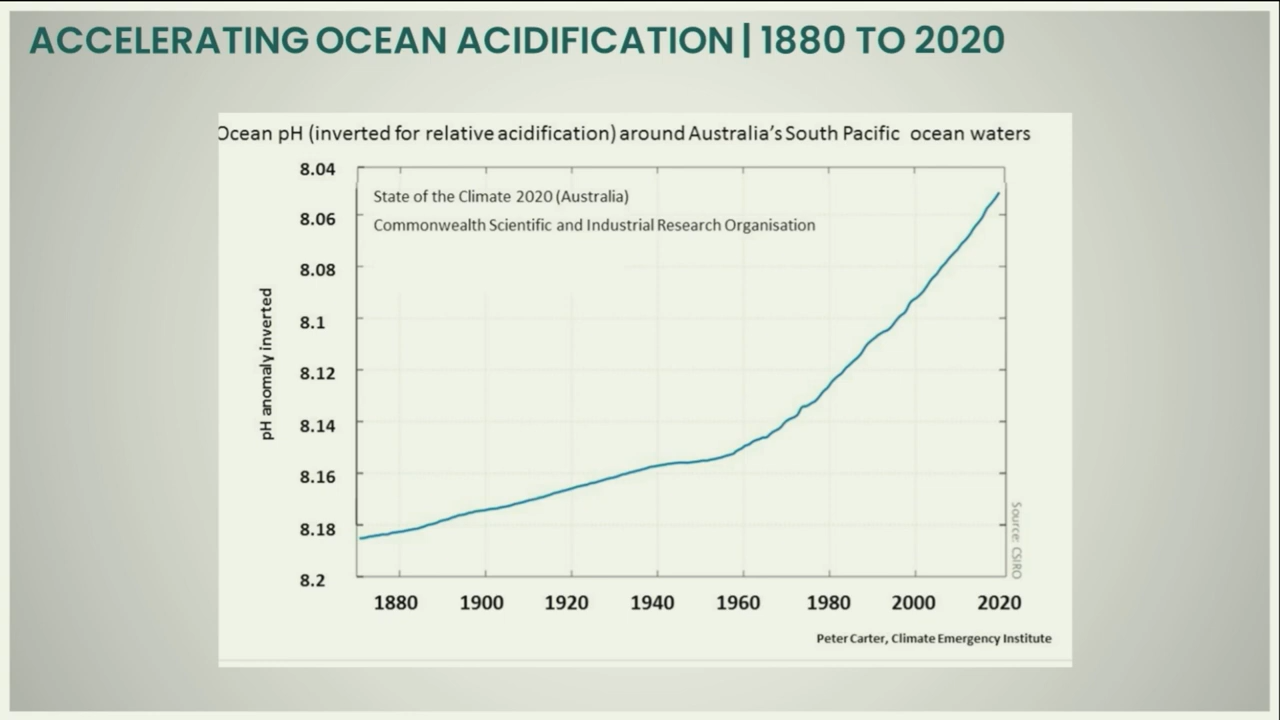 ACCELERATING OCEAN ACIDIFICATION | 1880 TO 2020
Ocean pH (inverted for relative acidification) around Australia's South Pacific ocean waters
8.04
State of the Climate 2020 (Australia)
8.06
Commonwealth Scientific and Industrial Research Organisation
8.08
pH anomaly inverted
8.1
8.12
8.14
8.16
8.18
8.2
Source: CSIRO
1880 1900 1920 1940 1960 1980 2000 2020
Peter Carter, Climate Emergency Institute